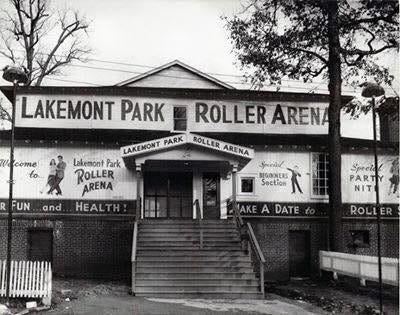 LAKEMONT PARK ROLLER ARENA
LAKEMONT PARK ROLLER ARENA
Welcome to...
Lakemont Park
ROLLER
ARENA
Special
BEGINNERS
Section
Special
PARTY
NITE
FUN and HEALTH!
MAKE A DATE to ROLLER